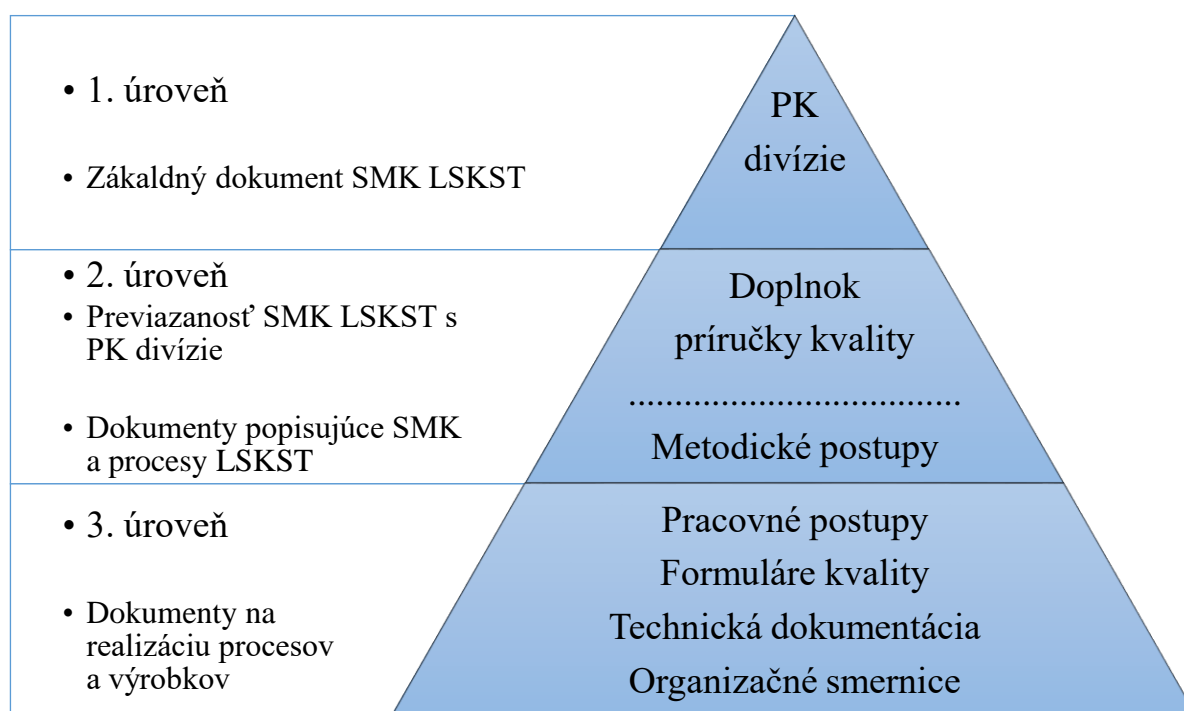 • 1. úroveň
• Zákaldný dokument SMK LSKST
PK
divízie
• 2. úroveň
• Previazanosť SMK LSKST s
PK divízie
• Dokumenty popisujúce SMK
a procesy LSKST
Doplnok
príručky kvality
....................................
Metodické postupy
• 3. úroveň
• Dokumenty na
realizáciu procesov
a výrobkov
Pracovné postupy
Formuláre kvality
Technická dokumentácia
Organizačné smernice